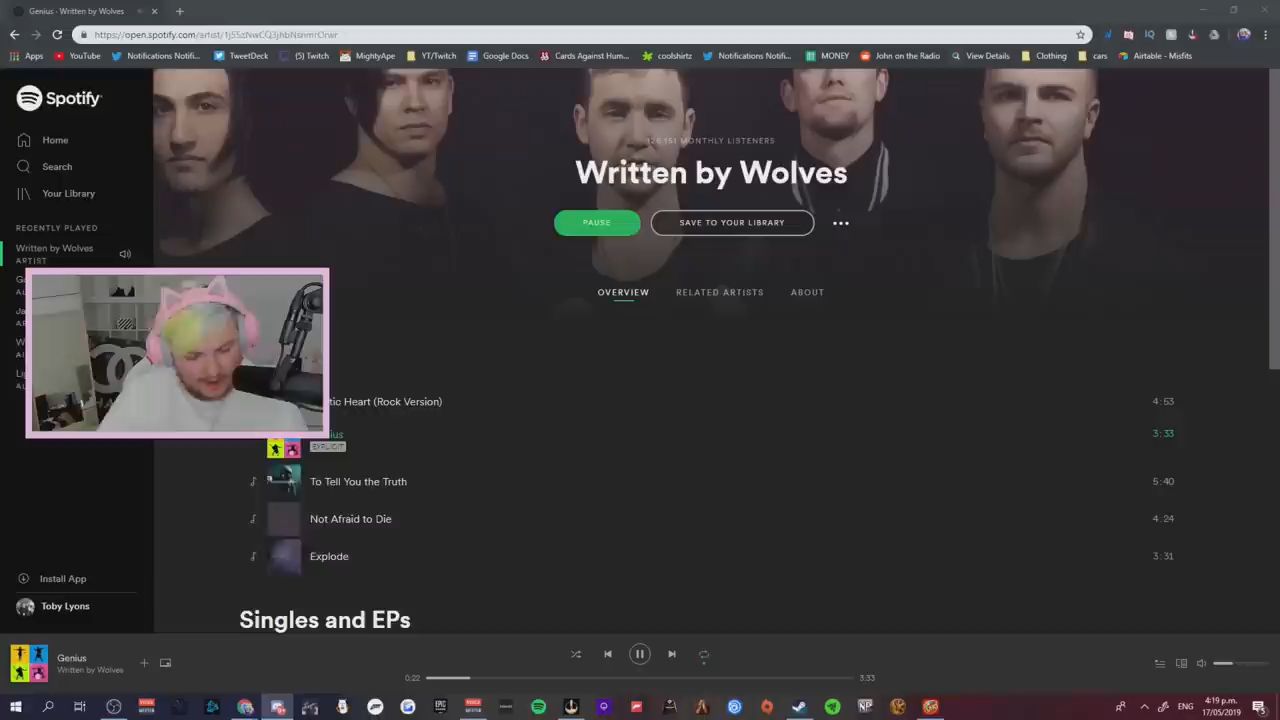 Genius - Written by Wolves
https://open.spotify.com/artist/
Apps
YouTube
Notifications Notifi...
TweetDeck
(1) Twitch
MightyApe
YT/Twitch
Google Docs
Cards Against Hum...
coolshirtz
Notifications Notifi...
MONEY
John on the Radio
View Details
Clothing
cars
Airtable - Misfits
Spotify
Home
Search
Your Library
RECENTLY PLAYED
Written by Wolves
ARTIST
MONTHLY LISTENERS
Written by Wolves
PAUSE
SAVE TO YOUR LIBRARY
OVERVIEW
RELATED ARTISTS
ABOUT
tic Heart (Rock Version)
4:53
ius
EXPLICIT
3:33
To Tell You the Truth
5:40
Not Afraid to Die
4:24
Explode
3:31
Singles and EPs
Install App
Toby Lyons
Genius
Written by Wolves
0:22
3:33
ENG
4:19 p.m.
17/05/2019